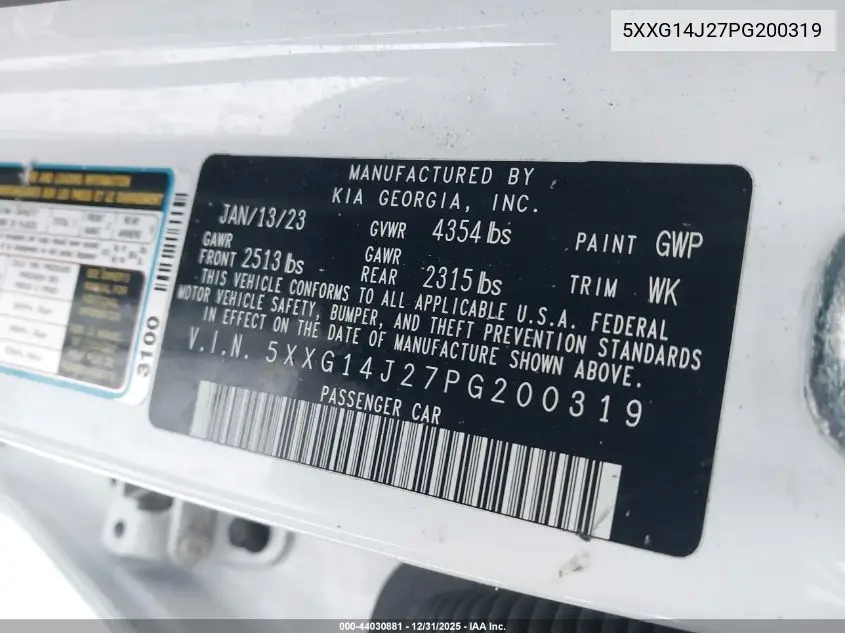 5XXG14J27PG200319
MANUFACTURED BY
KIA GEORGIA, INC.
JAN/13/23
GVWR 4354 lbs
PAINT GWP
GAWR
FRONT 2513 lbs
GAWR
REAR 2315 lbs
TRIM WK
THIS VEHICLE CONFORMS TO ALL APPLICABLE U.S.A. FEDERAL
MOTOR VEHICLE SAFETY, BUMPER, AND THEFT PREVENTION STANDARDS
IN EFFECT ON THE DATE OF MANUFACTURE SHOWN ABOVE.
V.I.N. 5XXG14J27PG200319
PASSENGER CAR
3100
000-44030881 - 12/31/2025 - IAA Inc.